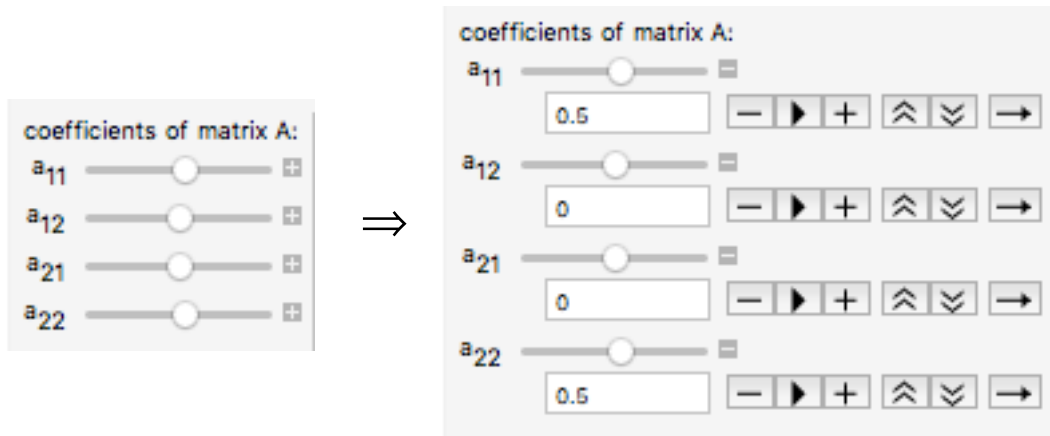 coefficients of matrix A:
a11
a12
a21
a22
⇒
coefficients of matrix A:
a11
0.5
a12
0
a21
0
a22
0.5